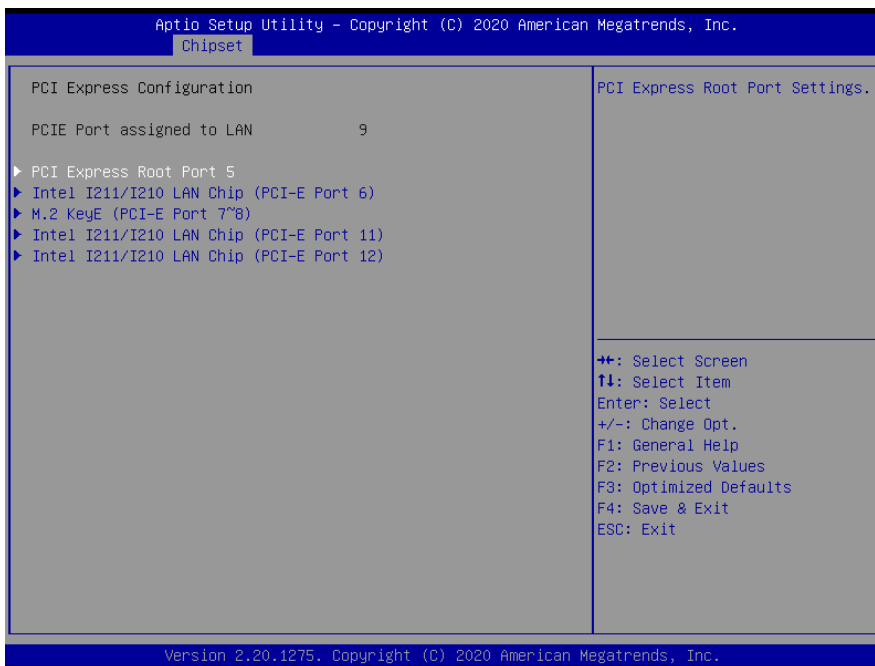 Aptio Setup Utility – Copyright (C) 2020 American Megatrends, Inc.
Chipset
PCI Express Configuration
PCIE Port assigned to LAN 9
▶ PCI Express Root Port 5
▶ Intel I211/I210 LAN Chip (PCI-E Port 6)
▶ M.2 KeyE (PCI-E Port 7~8)
▶ Intel I211/I210 LAN Chip (PCI-E Port 11)
▶ Intel I211/I210 LAN Chip (PCI-E Port 12)
PCI Express Root Port Settings.
→←: Select Screen
↑↓: Select Item
Enter: Select
+/-: Change Opt.
F1: General Help
F2: Previous Values
F3: Optimized Defaults
F4: Save & Exit
ESC: Exit
Version 2.20.1275. Copyright (C) 2020 American Megatrends, Inc.